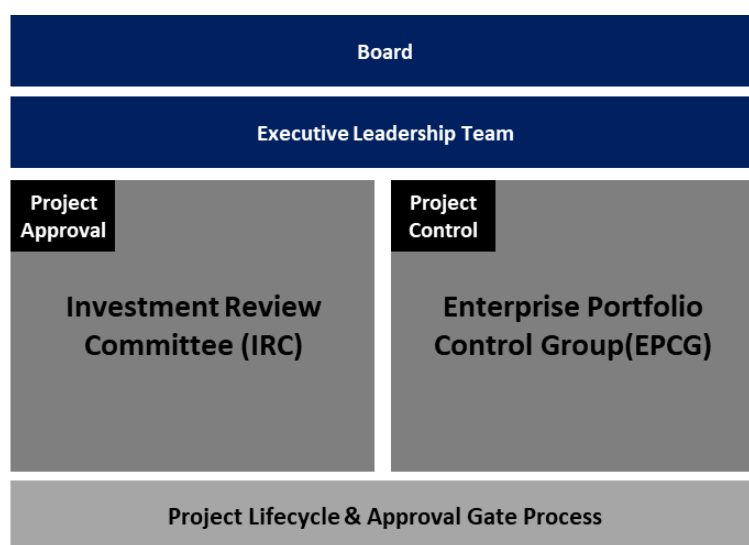 Board
Executive Leadership Team
Project
Approval
Investment Review
Committee (IRC)
Project
Control
Enterprise Portfolio
Control Group(EPCG)
Project Lifecycle & Approval Gate Process